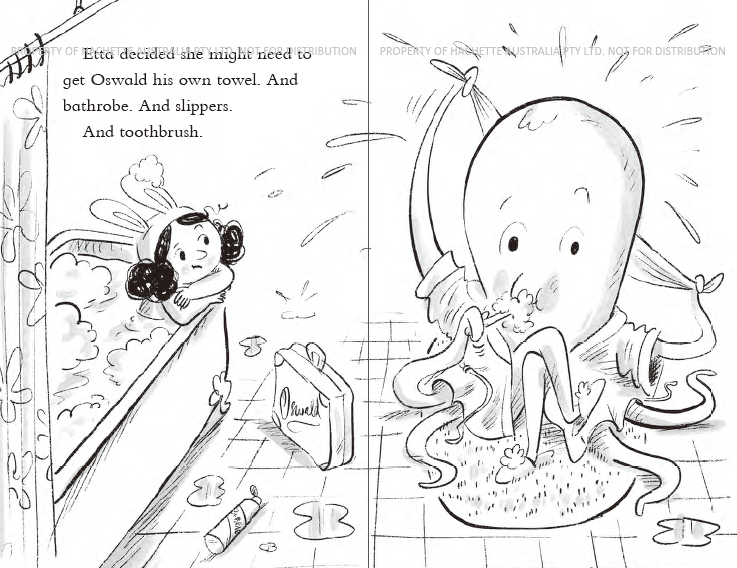 PROPERTY OF HACHETTE AUSTRALIA PTY LTD. NOT FOR DISTRIBUTION
Etta decided she might need to
get Oswald his own towel. And
bathrobe. And slippers.
And toothbrush.
Oswald
PROPERTY OF HACHETTE AUSTRALIA PTY LTD. NOT FOR DISTRIBUTION